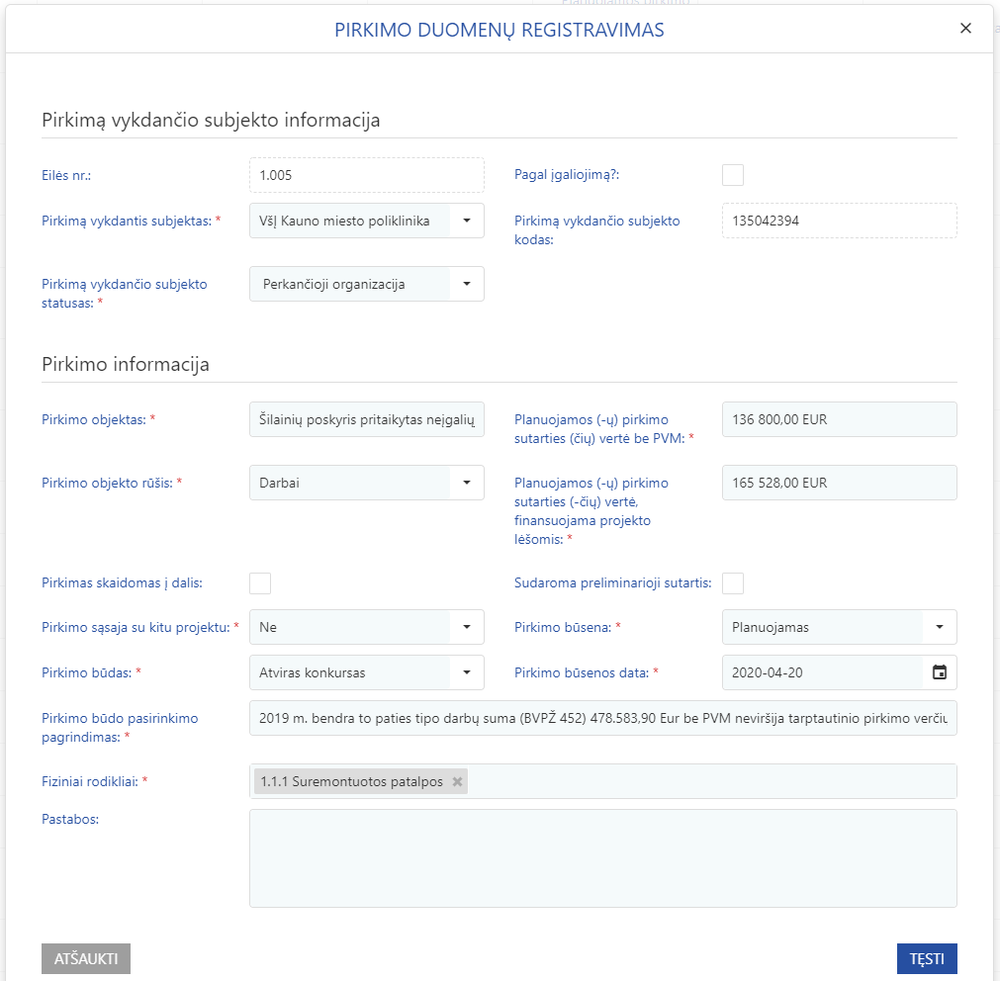 PIRKIMO DUOMENŲ REGISTRAVIMAS
Pirkimą vykdančio subjekto informacija
Eilės nr.:
1.005
Pagal įgaliojimą?:
Pirkimą vykdantis subjektas: *
VšĮ Kauno miesto poliklinika
Pirkimą vykdančio subjekto
kodas:
135042394
Pirkimą vykdančio subjekto
statusas: *
Perkančioji organizacija
Pirkimo informacija
Pirkimo objektas: *
Šilainių poskyris pritaikytas neįgalių
Planuojamos (-ų) pirkimo
sutarties (čių) vertė be PVM: *
136 800,00 EUR
Pirkimo objekto rūšis: *
Darbai
Planuojamos (-ų) pirkimo
sutarties (-čių) vertė,
finansuojama projekto
lėšomis: *
165 528,00 EUR
Pirkimas skaidomas į dalis:
Sudaroma preliminarioji sutartis:
Pirkimo sąsaja su kitu projektu: *
Ne
Pirkimo būsena: *
Planuojamas
Pirkimo būdas: *
Atviras konkursas
Pirkimo būsenos data: *
2020-04-20
Pirkimo būdo pasirinkimo
pagrindimas: *
2019 m. bendra to paties tipo darbų suma (BVPŽ 452) 478.583,90 Eur be PVM neviršija tarptautinio pirkimo verčių
Fiziniai rodikliai: *
1.1.1 Suremontuotos patalpos
Pastabos:
ATŠAUKTI
TĘSTI